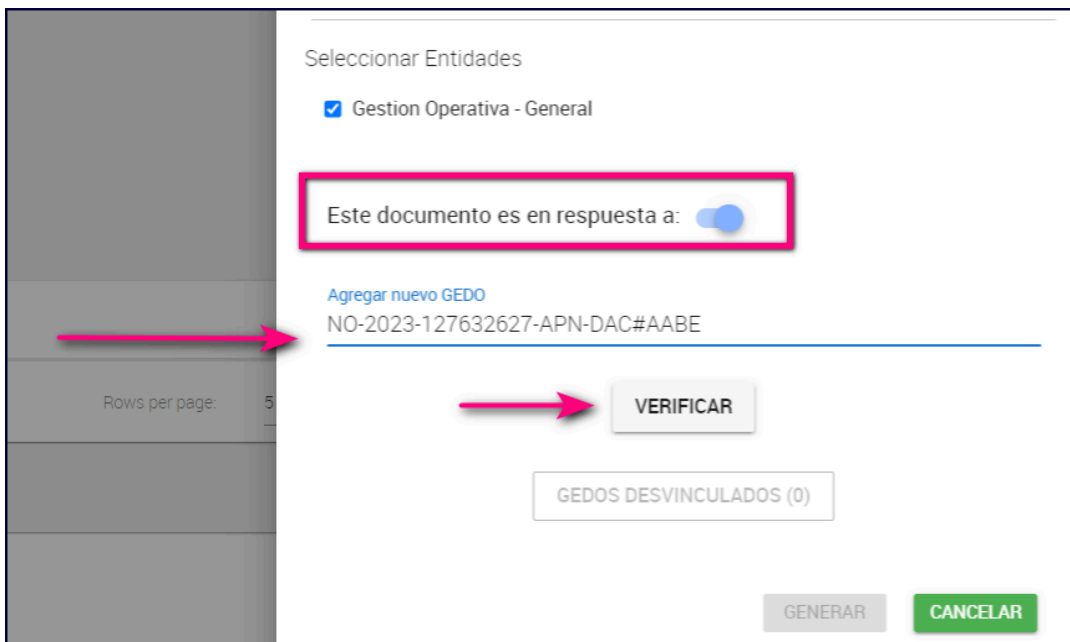 Seleccionar Entidades
Gestion Operativa - General
Este documento es en respuesta a:
Agregar nuevo GEDO
NO-2023-127632627-APN-DAC#AABE
Rows per page: 5
VERIFICAR
GEDOS DESVINCULADOS (0)
GENERAR CANCELAR